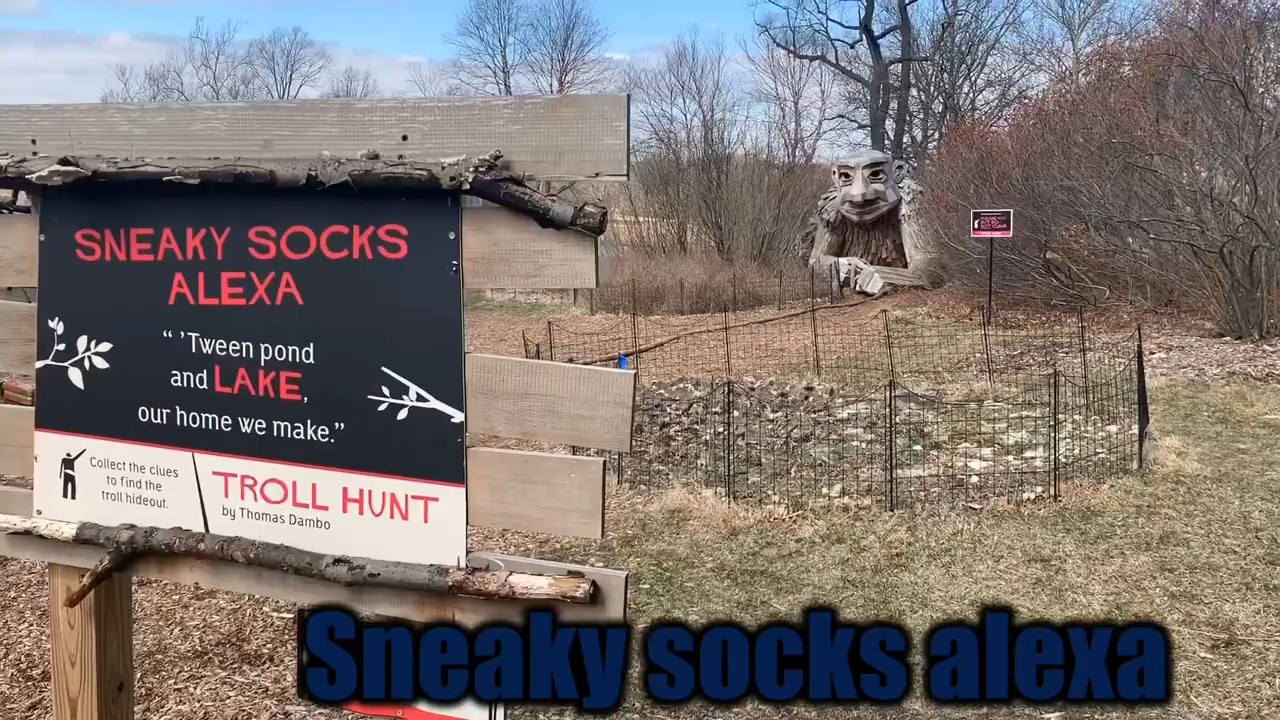 SNEAKY SOCKS
ALEXA
“ ’Tween pond
and LAKE,
our home we make.”
Collect the clues
to find the
troll hideout.
TROLL HUNT
by Thomas Dambo
Sneaky socks alexa